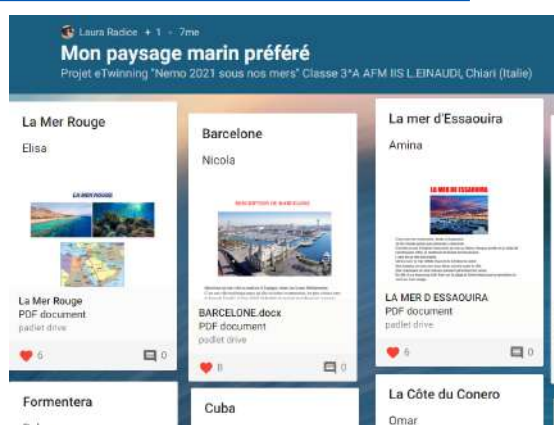 Laura Radice + 1 • 7me
Mon paysage marin préféré
Projet eTwinning "Nemo 2021 sous nos mers" Classe 3^A AFM IIS L.EINAUDI, Chiari (Italie)
La Mer Rouge
Elisa
LA MER ROUGE
La Mer Rouge
PDF document
padlet drive
6
0
Formentera
Barcelone
Nicola
DESCRIPTION DE BARCELONE
BARCELONE.docx
PDF document
padlet drive
8
0
Cuba
La mer d'Essaouira
Amina
LA MER DE ESSAOUIRA
LA MER D ESSAOUIRA
PDF document
padlet drive
6
0
La Côte du Conero
Omar